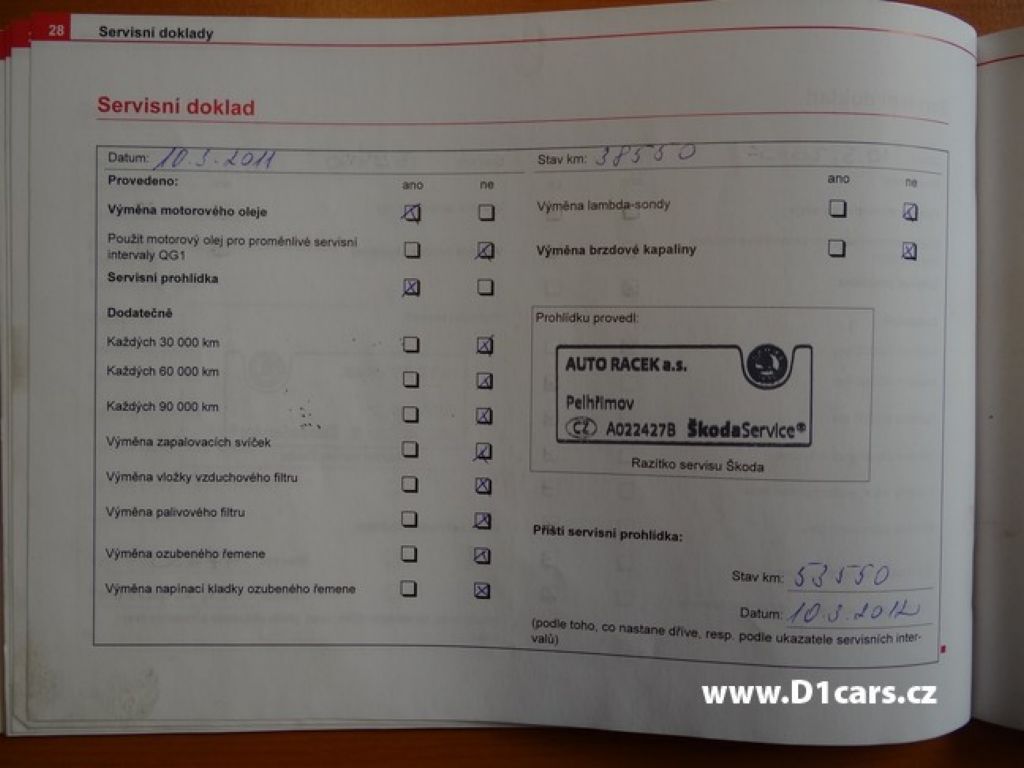 28
Servisní doklady
Servisní doklad
Datum: 10.3.2011
Provedeno:
ano ne
Výměna motorového oleje
Použit motorový olej pro proměnlivé servisní
intervaly QG1
Servisní prohlídka
Dodatečně
Každých 30 000 km
Každých 60 000 km
Každých 90 000 km
Výměna zapalovacích svíček
Výměna vložky vzduchového filtru
Výměna palivového filtru
Výměna ozubeného řemene
Výměna napínací kladky ozubeného řemene
Stav km: 38550
ano ne
Výměna lambda-sondy
Výměna brzdové kapaliny
Prohlídku provedl:
AUTO RACEK a.s.
Pelhřimov
CZ A022427B ŠkodaService®
Razítko servisu Škoda
Příští servisní prohlídka:
Stav km: 53550
Datum: 10.3.2012
(podle toho, co nastane dříve, resp. podle ukazatele servisních inter-
valů)
www.D1cars.cz